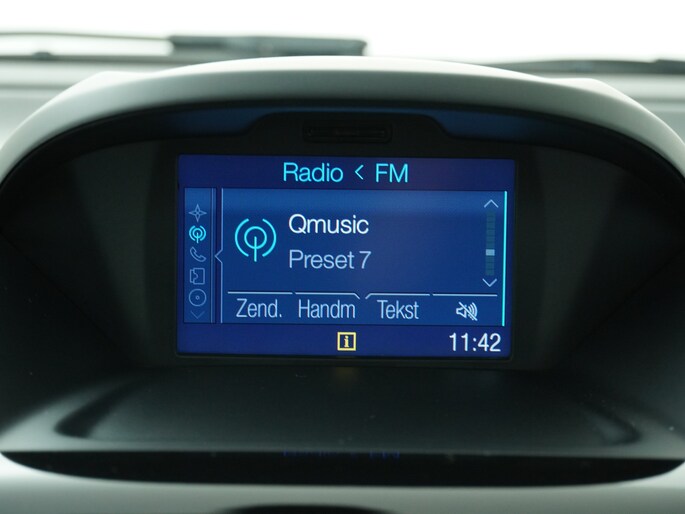 Radio < FM
Qmusic
Preset 7
Zend. Handm Tekst
i 11:42